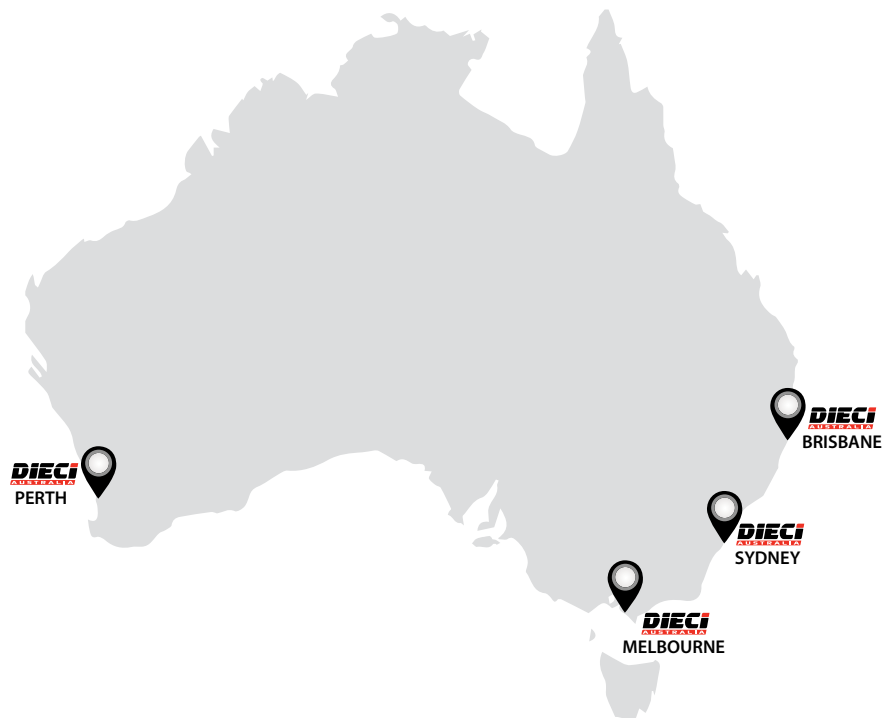 DIECI
AUSTRALIA
BRISBANE
DIECI
AUSTRALIA
PERTH
DIECI
AUSTRALIA
SYDNEY
DIECI
AUSTRALIA
MELBOURNE